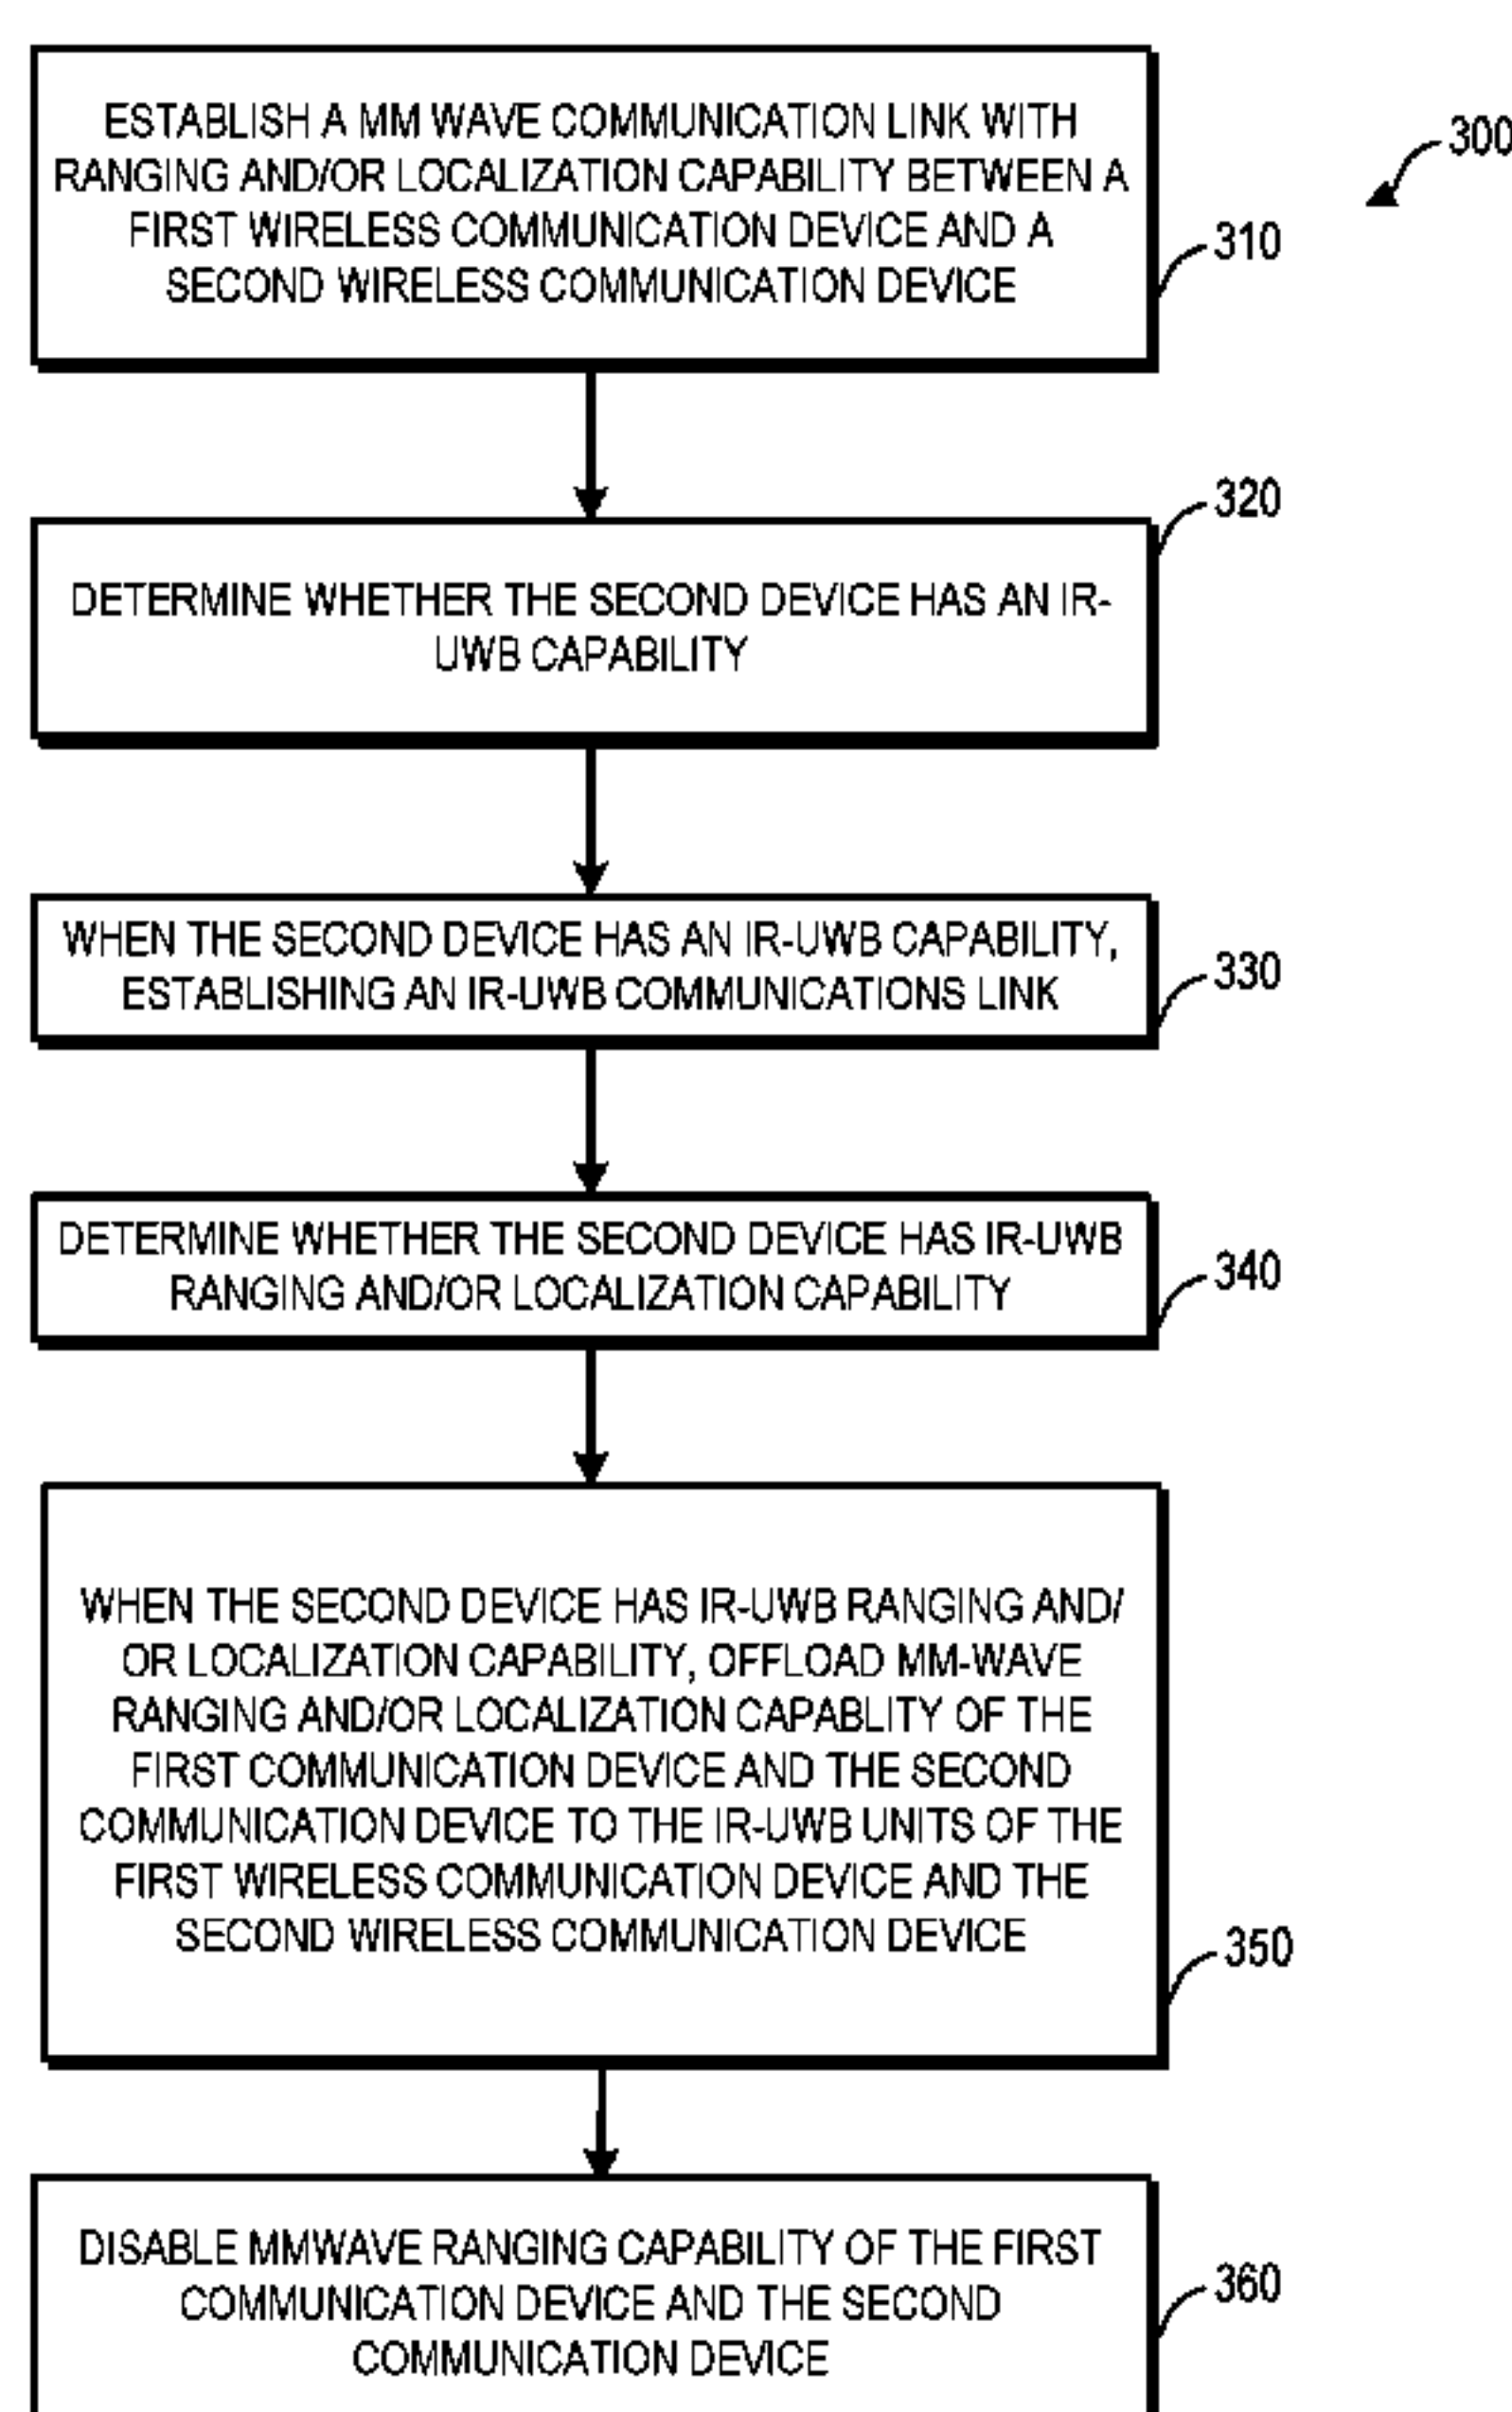 ESTABLISH A MM WAVE COMMUNICATION LINK WITH
RANGING AND/OR LOCALIZATION CAPABILITY BETWEEN A
FIRST WIRELESS COMMUNICATION DEVICE AND A
SECOND WIRELESS COMMUNICATION DEVICE
300
310
320
DETERMINE WHETHER THE SECOND DEVICE HAS AN IR-
UWB CAPABILITY
WHEN THE SECOND DEVICE HAS AN IR-UWB CAPABILITY,
ESTABLISHING AN IR-UWB COMMUNICATIONS LINK
330
DETERMINE WHETHER THE SECOND DEVICE HAS IR-UWB
RANGING AND/OR LOCALIZATION CAPABILITY
340
WHEN THE SECOND DEVICE HAS IR-UWB RANGING AND/
OR LOCALIZATION CAPABILITY, OFFLOAD MM-WAVE
RANGING AND/OR LOCALIZATION CAPABLITY OF THE
FIRST COMMUNICATION DEVICE AND THE SECOND
COMMUNICATION DEVICE TO THE IR-UWB UNITS OF THE
FIRST WIRELESS COMMUNICATION DEVICE AND THE
SECOND WIRELESS COMMUNICATION DEVICE
350
DISABLE MMWAVE RANGING CAPABILITY OF THE FIRST
COMMUNICATION DEVICE AND THE SECOND
COMMUNICATION DEVICE
360